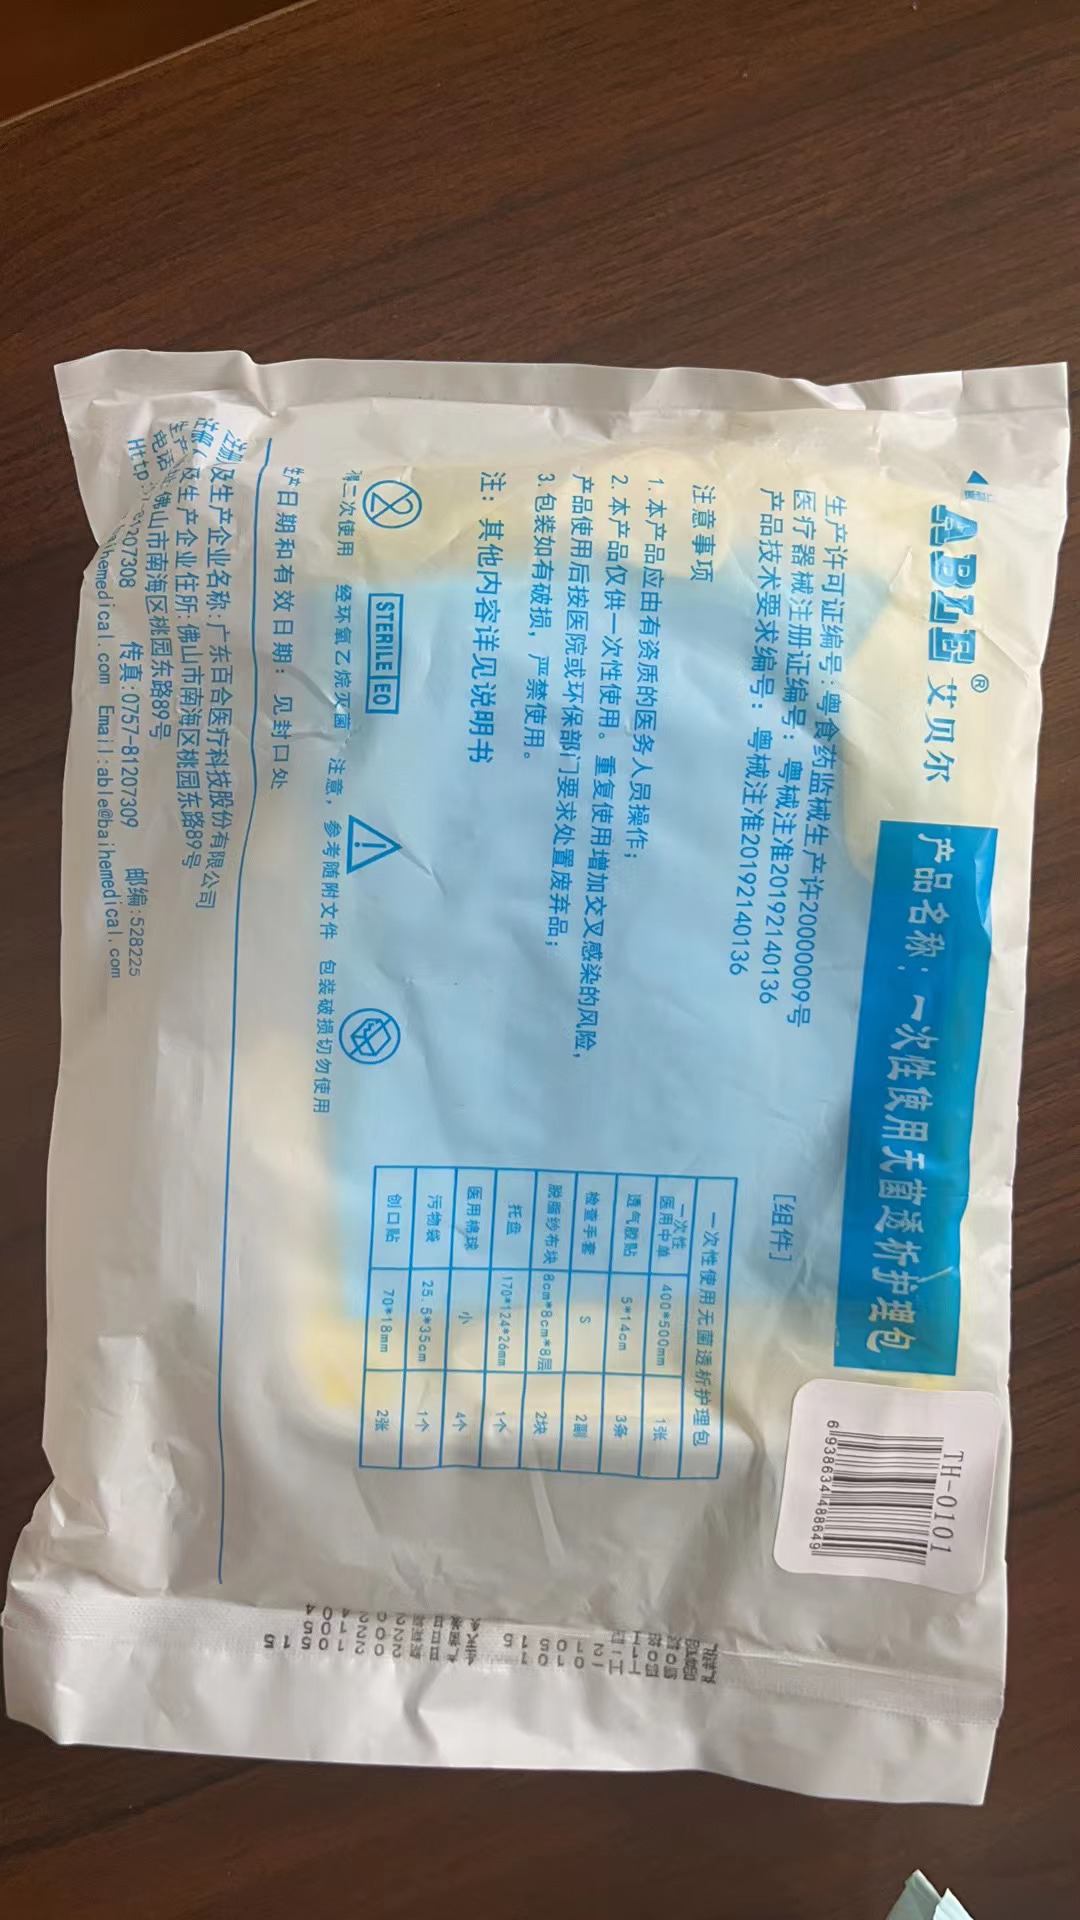 ABLE® 艾贝尔
产品名称：一次性使用无菌透析护理包
TH-0101
6 938634 488649
生产许可证编号：粤食药监械生产许20000009号
医疗器械注册证编号：粤械注准20192140136
产品技术要求编号：粤械注准20192140136
注意事项
1. 本产品应由有资质的医务人员操作；
2. 本产品仅供一次性使用。重复使用增加交叉感染的风险，
产品使用后按医院或环保部门要求处置废弃品；
3. 包装如有破损，严禁使用。
注：其他内容详见说明书
[组件]
一次性使用无菌透析护理包
一次性医用中单 400*500mm 1张
透气胶贴 5*14cm 3条
检查手套 S 2副
脱脂纱布块 8cm*8cm*8层 2块
托盘 170*124*26mm 1个
医用棉球 小 4个
污物袋 25.5*35cm 1个
创口贴 70*18mm 2张
STERILE EO
二次使用 经环氧乙烷灭菌 注意，参考随附文件 包装破损切勿使用
生产日期和有效日期：见封口处
及生产企业名称:广东百合医疗科技股份有限公司
及生产企业住所:佛山市南海区桃园东路89号
佛山市南海区桃园东路89号
电话 1207308 传真:0757-81207309 邮编:528225
Http: hemedical.com Email:able@baihemedical.com